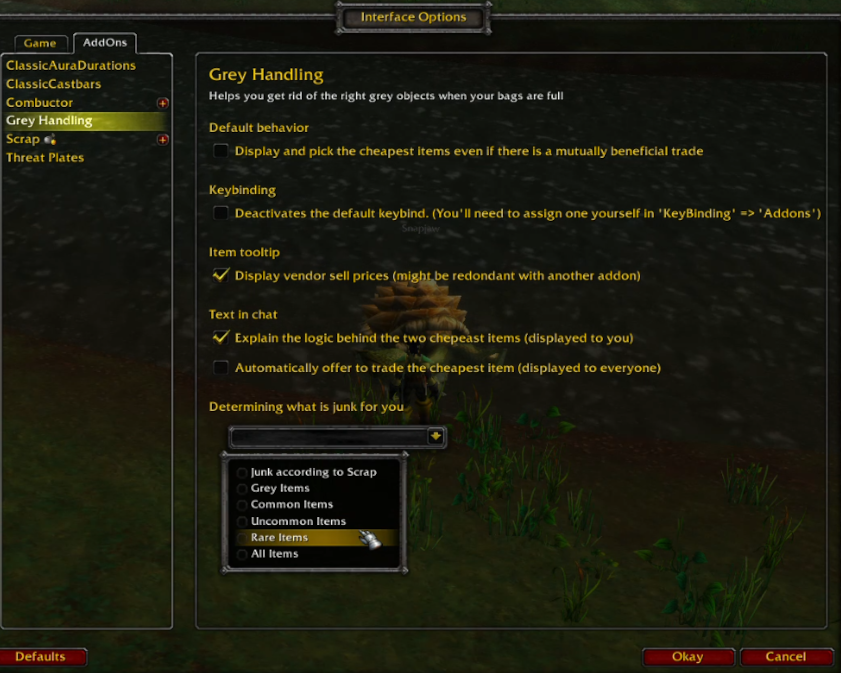 Interface Options
Game
AddOns
ClassicAuraDurations
ClassicCastbars
Combuctor
Grey Handling
Scrap
Threat Plates
Grey Handling
Helps you get rid of the right grey objects when your bags are full
Default behavior
Display and pick the cheapest items even if there is a mutually beneficial trade
Keybinding
Deactivates the default keybind. (You'll need to assign one yourself in 'KeyBinding' => 'Addons')
Snapjaw
Item tooltip
Display vendor sell prices (might be redondant with another addon)
Text in chat
Explain the logic behind the two chepeast items (displayed to you)
Automatically offer to trade the cheapest item (displayed to everyone)
Determining what is junk for you
Junk according to Scrap
Grey Items
Common Items
Uncommon Items
Rare Items
All Items
Defaults
Okay
Cancel